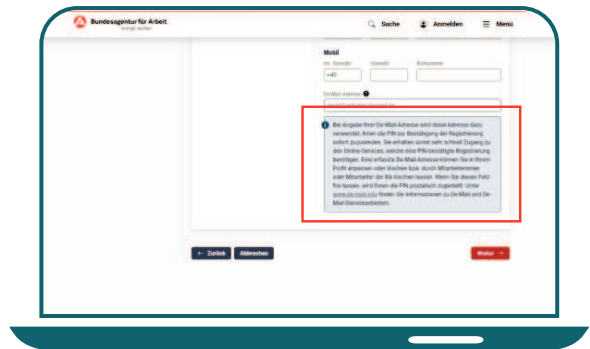 Bundesagentur für Arbeit
bringt weiter.
Suche
Anmelden
Menü
Mobil
Int. Vorwahl Vorwahl Rufnummer
+49
De-Mail-Adresse
Bei Angabe Ihrer De-Mail-Adresse wird diese Adresse dazu
verwendet, Ihnen die PIN zur Bestätigung der Registrierung
sofort zuzusenden. Sie erhalten somit sehr schnell Zugang zu
den Online-Services, welche eine PIN-bestätigte Registrierung
benötigen. Eine erfasste De-Mail-Adresse können Sie in Ihrem
Profil anpassen oder löschen bzw. durch Mitarbeiterinnen
oder Mitarbeiter der BA löschen lassen. Wenn Sie dieses Feld
frei lassen, wird Ihnen die PIN postalisch zugestellt. Unter
www.de-mail.info finden Sie Informationen zu De-Mail und De-
Mail-Diensteanbietern.
← Zurück Abbrechen Weiter →